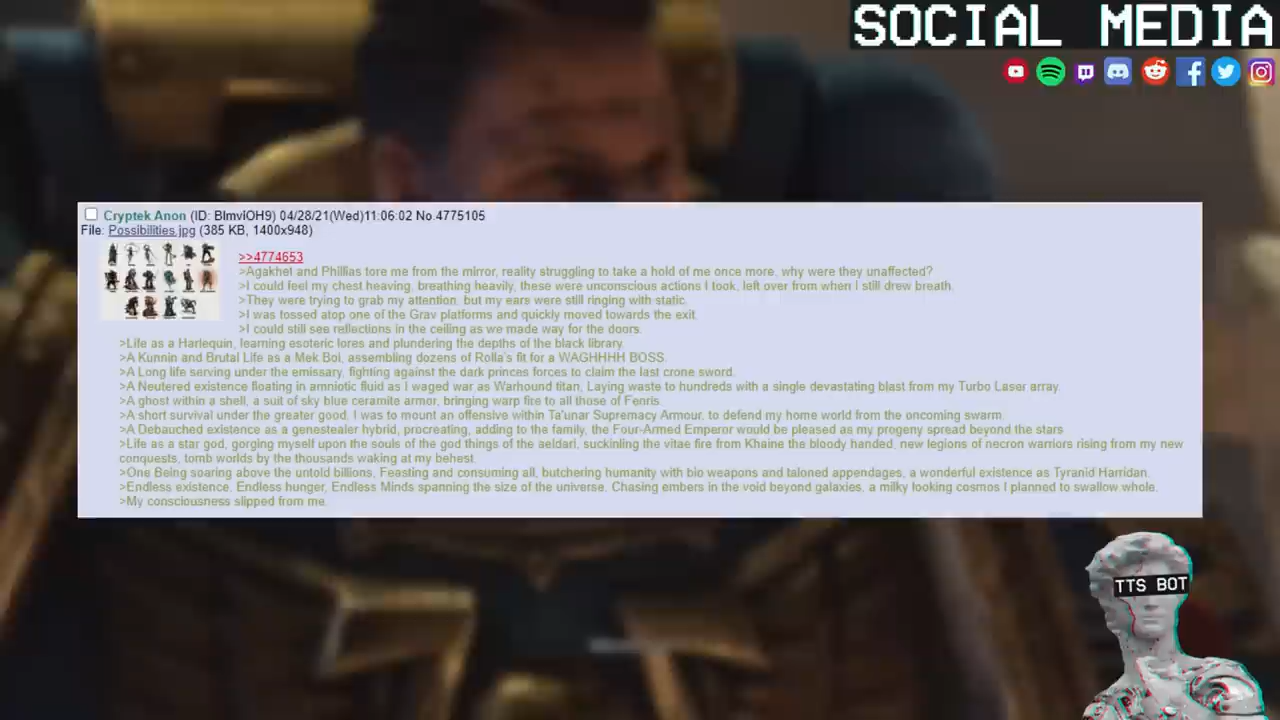 SOCIAL MEDIA
Cryptek Anon (ID: BlmvlOH9) 04/28/21(Wed)11:06:02 No.4775105
File: Possibilities.jpg (385 KB, 1400x948)
>>4774653
>Agakhet and Phillias tore me from the mirror, reality struggling to take a hold of me once more, why were they unaffected?
>I could feel my chest heaving, breathing heavily, these were unconscious actions I took, left over from when I still drew breath.
>They were trying to grab my attention, but my ears were still ringing with static.
>I was tossed atop one of the Grav platforms and quickly moved towards the exit.
>I could still see reflections in the ceiling as we made way for the doors.
>Life as a Harlequin, learning esoteric lores and plundering the depths of the black library.
>A Kunnin and Brutal Life as a Mek Boi, assembling dozens of Rolla's fit for a WAGHHHH BOSS.
>A Long life serving under the emissary, fighting against the dark princes forces to claim the last crone sword.
>A Neutered existence floating in amniotic fluid as I waged war as Warhound titan, Laying waste to hundreds with a single devastating blast from my Turbo Laser array.
>A ghost within a shell, a suit of sky blue ceramite armor, bringing warp fire to all those of Fenris.
>A short survival under the greater good, I was to mount an offensive within Ta'unar Supremacy Armour, to defend my home world from the oncoming swarm.
>A Debauched existence as a genestealer hybrid, procreating, adding to the family, the Four-Armed Emperor would be pleased as my progeny spread beyond the stars
>Life as a star god, gorging myself upon the souls of the god things of the aeldari, suckinling the vitae fire from Khaine the bloody handed, new legions of necron warriors rising from my new
conquests, tomb worlds by the thousands waking at my behest.
>One Being soaring above the untold billions, Feasting and consuming all, butchering humanity with bio weapons and taloned appendages, a wonderful existence as Tyranid Harridan.
>Endless existence, Endless hunger, Endless Minds spanning the size of the universe. Chasing embers in the void beyond galaxies, a milky looking cosmos I planned to swallow whole.
>My consciousness slipped from me.
TTS BOT